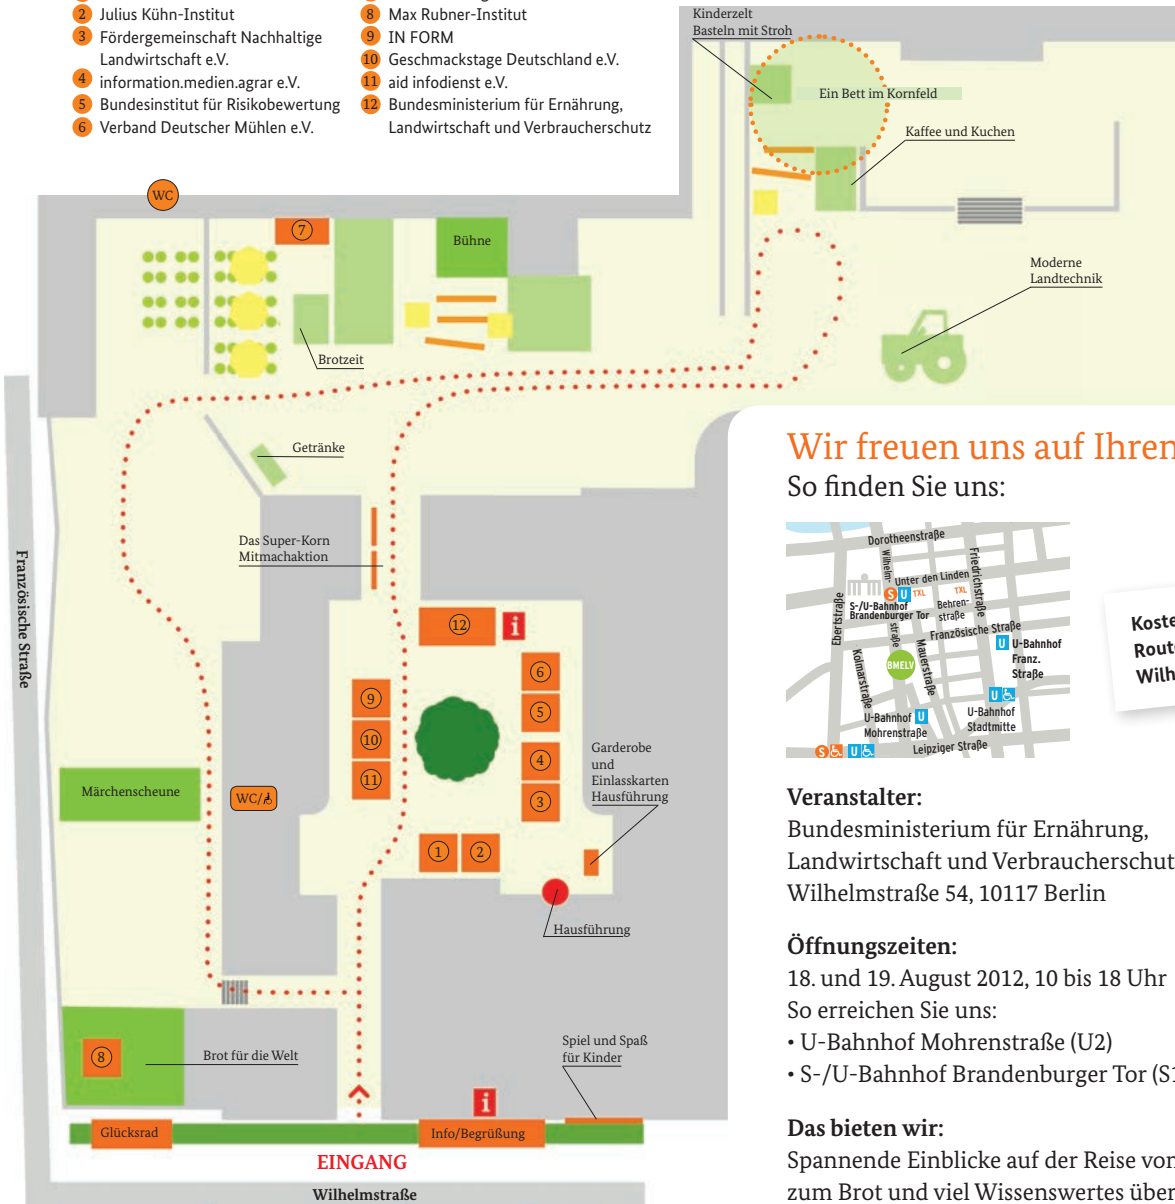 2 Julius Kühn-Institut
3 Fördergemeinschaft Nachhaltige
Landwirtschaft e.V.
4 information.medien.agrar e.V.
5 Bundesinstitut für Risikobewertung
6 Verband Deutscher Mühlen e.V.
8 Max Rubner-Institut
9 IN FORM
10 Geschmackstage Deutschland e.V.
11 aid infodienst e.V.
12 Bundesministerium für Ernährung,
Landwirtschaft und Verbraucherschutz
Kinderzelt
Basteln mit Stroh
Ein Bett im Kornfeld
Kaffee und Kuchen
WC
7
Bühne
Moderne
Landtechnik
Brotzeit
Getränke
Das Super-Korn
Mitmachaktion
Französische Straße
12
i
6
9
5
10
4
11
3
Garderobe
und
Einlasskarten
Hausführung
Märchenscheune
WC/
1
2
Hausführung
8
Brot für die Welt
Spiel und Spaß
für Kinder
i
Glücksrad
Info/Begrüßung
EINGANG
Wilhelmstraße
Wir freuen uns auf Ihren
So finden Sie uns:
Dorotheenstraße
Wilhelm-
straße
Friedrichstraße
Unter den Linden
S U TXL
TXL
S-/U-Bahnhof
Brandenburger Tor
Behren-
straße
Ebertstraße
Französische Straße
Mauerstraße
Kolmarstraße
BMELV
U U-Bahnhof
Franz.
Straße
U
U-Bahnhof
Stadtmitte
U-Bahnhof U
Mohrenstraße
Leipziger Straße
S U
Koste
Route
Wilh
Veranstalter:
Bundesministerium für Ernährung,
Landwirtschaft und Verbraucherschut
Wilhelmstraße 54, 10117 Berlin
Öffnungszeiten:
18. und 19. August 2012, 10 bis 18 Uhr
So erreichen Sie uns:
• U-Bahnhof Mohrenstraße (U2)
• S-/U-Bahnhof Brandenburger Tor (S1
Das bieten wir:
Spannende Einblicke auf der Reise von
zum Brot und viel Wissenswertes über